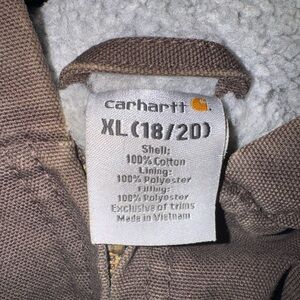 carhartt
XL(18/20)
Shell:
100% Cotton
Lining:
100% Polyester
Filling:
100% Polyester
Exclusive of trims
Made in Vietnam